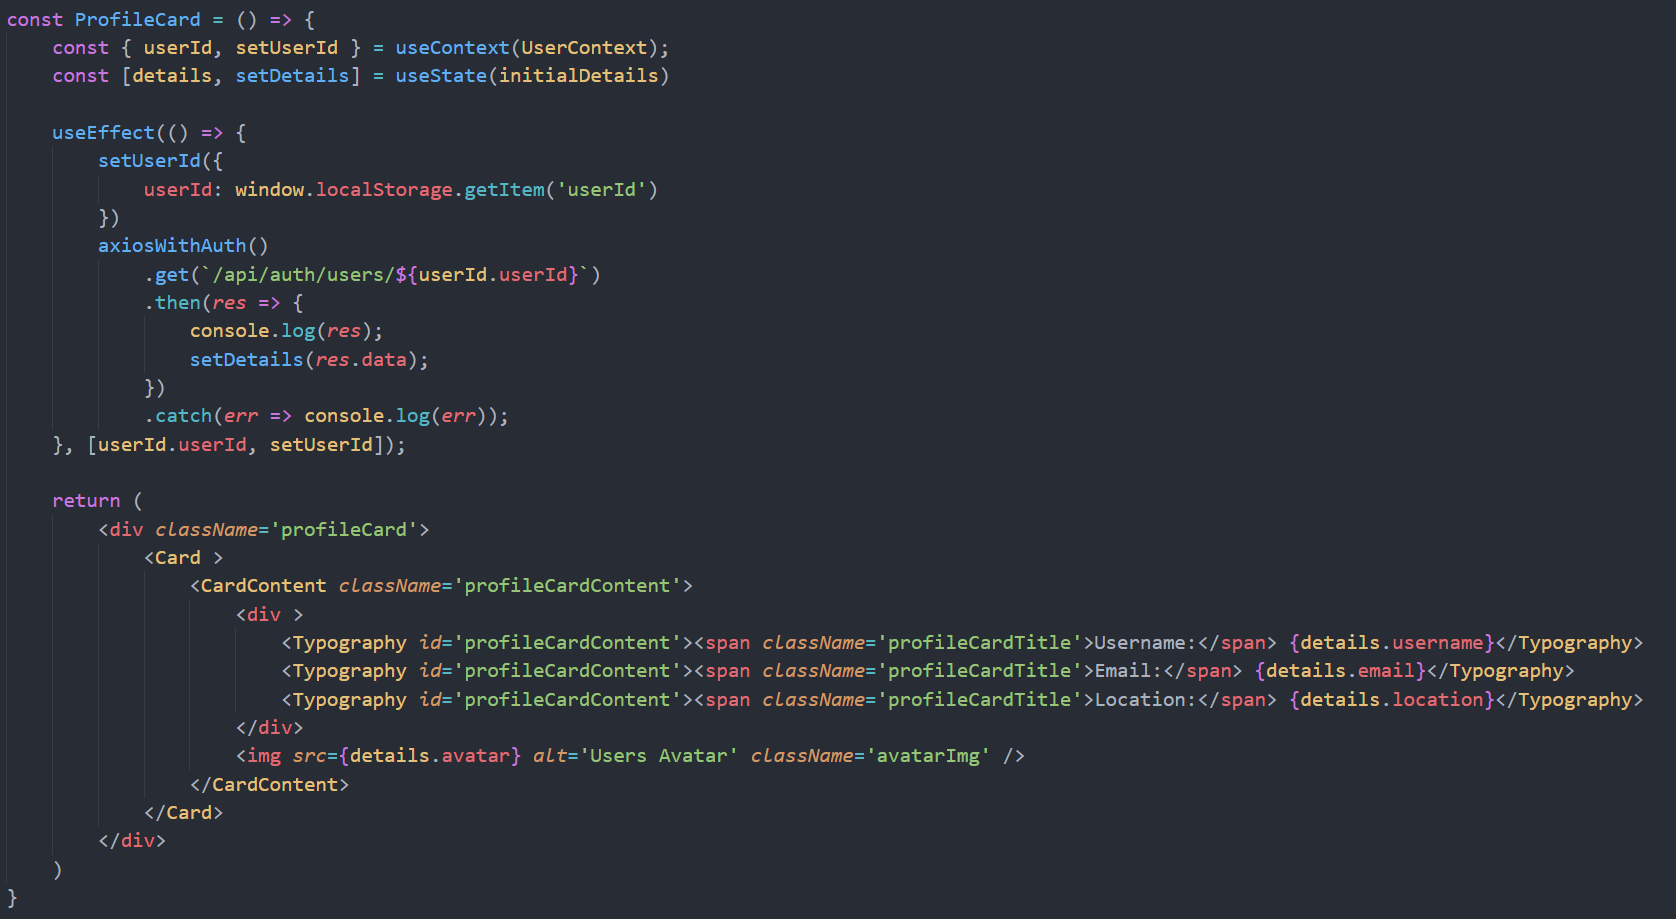 const ProfileCard = () => {
    const { userId, setUserId } = useContext(UserContext);
    const [details, setDetails] = useState(initialDetails)

    useEffect(() => {
        setUserId({
            userId: window.localStorage.getItem('userId')
        })
        axiosWithAuth()
            .get(`/api/auth/users/${userId.userId}`)
            .then(res => {
                console.log(res);
                setDetails(res.data);
            })
            .catch(err => console.log(err));
    }, [userId.userId, setUserId]);

    return (
        <div className='profileCard'>
            <Card >
                <CardContent className='profileCardContent'>
                    <div >
                        <Typography id='profileCardContent'><span className='profileCardTitle'>Username:</span> {details.username}</Typography>
                        <Typography id='profileCardContent'><span className='profileCardTitle'>Email:</span> {details.email}</Typography>
                        <Typography id='profileCardContent'><span className='profileCardTitle'>Location:</span> {details.location}</Typography>
                    </div>
                    <img src={details.avatar} alt='Users Avatar' className='avatarImg' />
                </CardContent>
            </Card>
        </div>
    )
}